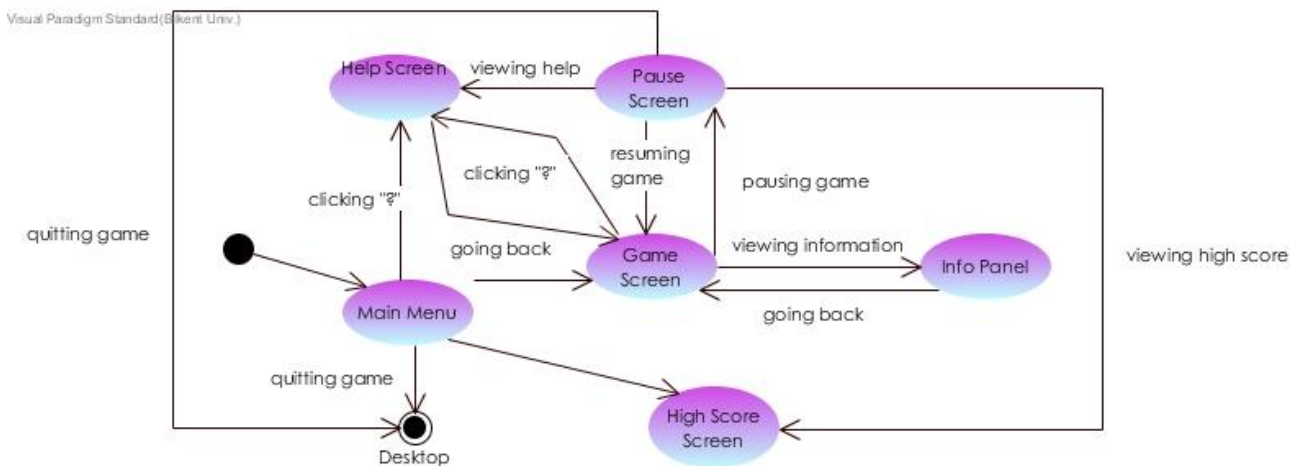 Visual Paradigm Standard(Bilkent Univ.)
Help Screen
viewing help
Pause
Screen
resuming
game
clicking "?"
pausing game
clicking "?"
quitting game
going back
Game
Screen
viewing information
Info Panel
viewing high score
Main Menu
going back
quitting game
High Score
Screen
Desktop